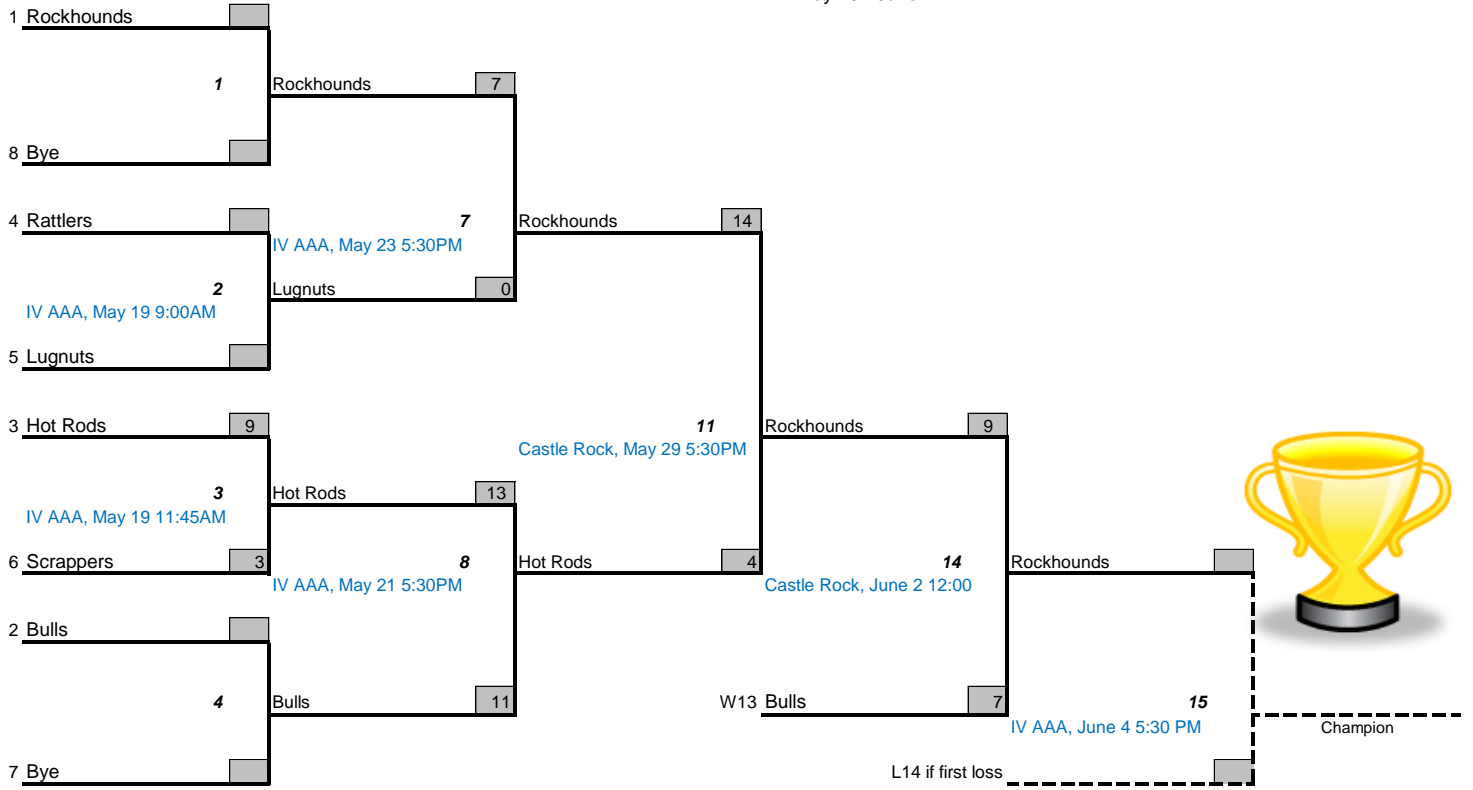 1 Rockhounds
1 Rockhounds 7
8 Bye
4 Rattlers
7 Rockhounds 14
IV AAA, May 23 5:30PM
2 Lugnuts 0
IV AAA, May 19 9:00AM
5 Lugnuts
3 Hot Rods 9
11 Rockhounds 9
Castle Rock, May 29 5:30PM
3 Hot Rods 13
IV AAA, May 19 11:45AM
6 Scrappers 3
8 Hot Rods 4
14 Rockhounds
IV AAA, May 21 5:30PM
Castle Rock, June 2 12:00
2 Bulls
4 Bulls 11
W13 Bulls 7
15
IV AAA, June 4 5:30 PM
Champion
7 Bye
L14 if first loss